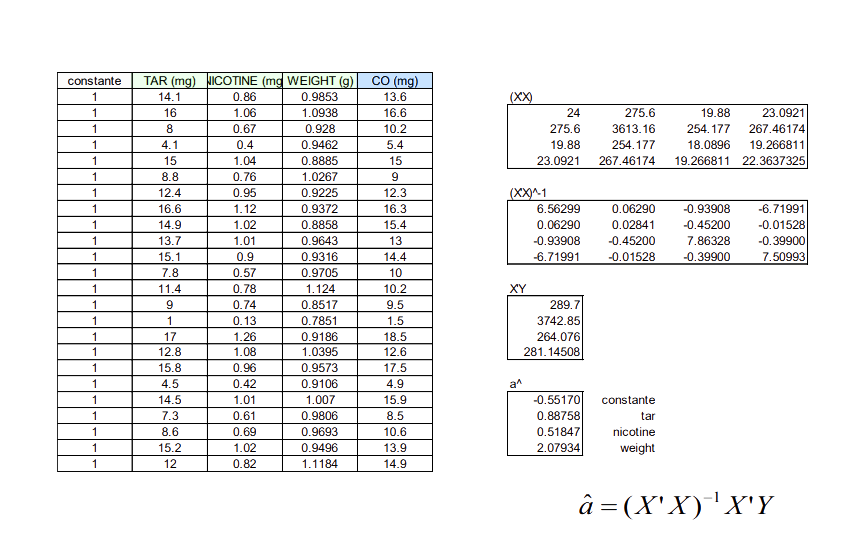 constante TAR (mg) NICOTINE (mg WEIGHT (g) CO (mg)
1 14.1 0.86 0.9853 13.6
1 16 1.06 1.0938 16.6
1 8 0.67 0.928 10.2
1 4.1 0.4 0.9462 5.4
1 15 1.04 0.8885 15
1 8.8 0.76 1.0267 9
1 12.4 0.95 0.9225 12.3
1 16.6 1.12 0.9372 16.3
1 14.9 1.02 0.8858 15.4
1 13.7 1.01 0.9643 13
1 15.1 0.9 0.9316 14.4
1 7.8 0.57 0.9705 10
1 11.4 0.78 1.124 10.2
1 9 0.74 0.8517 9.5
1 1 0.13 0.7851 1.5
1 17 1.26 0.9186 18.5
1 12.8 1.08 1.0395 12.6
1 15.8 0.96 0.9573 17.5
1 4.5 0.42 0.9106 4.9
1 14.5 1.01 1.007 15.9
1 7.3 0.61 0.9806 8.5
1 8.6 0.69 0.9693 10.6
1 15.2 1.02 0.9496 13.9
1 12 0.82 1.1184 14.9
(X'X)
24 275.6 19.88 23.0921
275.6 3613.16 254.177 267.46174
19.88 254.177 18.0896 19.266811
23.0921 267.46174 19.266811 22.3637325
(X'X)^-1
6.56299 0.06290 -0.93908 -6.71991
0.06290 0.02841 -0.45200 -0.01528
-0.93908 -0.45200 7.86328 -0.39900
-6.71991 -0.01528 -0.39900 7.50993
X'Y
289.7
3742.85
264.076
281.14508
a^
-0.55170 constante
0.88758 tar
0.51847 nicotine
2.07934 weight
â = (X'X)⁻¹ X'Y